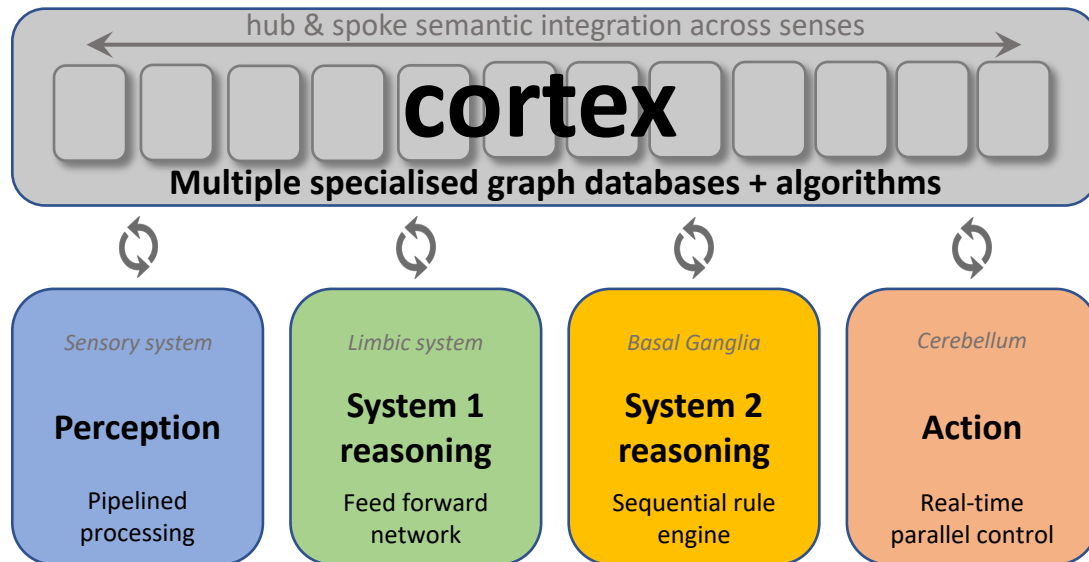 hub & spoke semantic integration across senses
cortex
Multiple specialised graph databases + algorithms
Sensory system
Perception
Pipelined
processing
Limbic system
System 1
reasoning
Feed forward
network
Basal Ganglia
System 2
reasoning
Sequential rule
engine
Cerebellum
Action
Real-time
parallel control